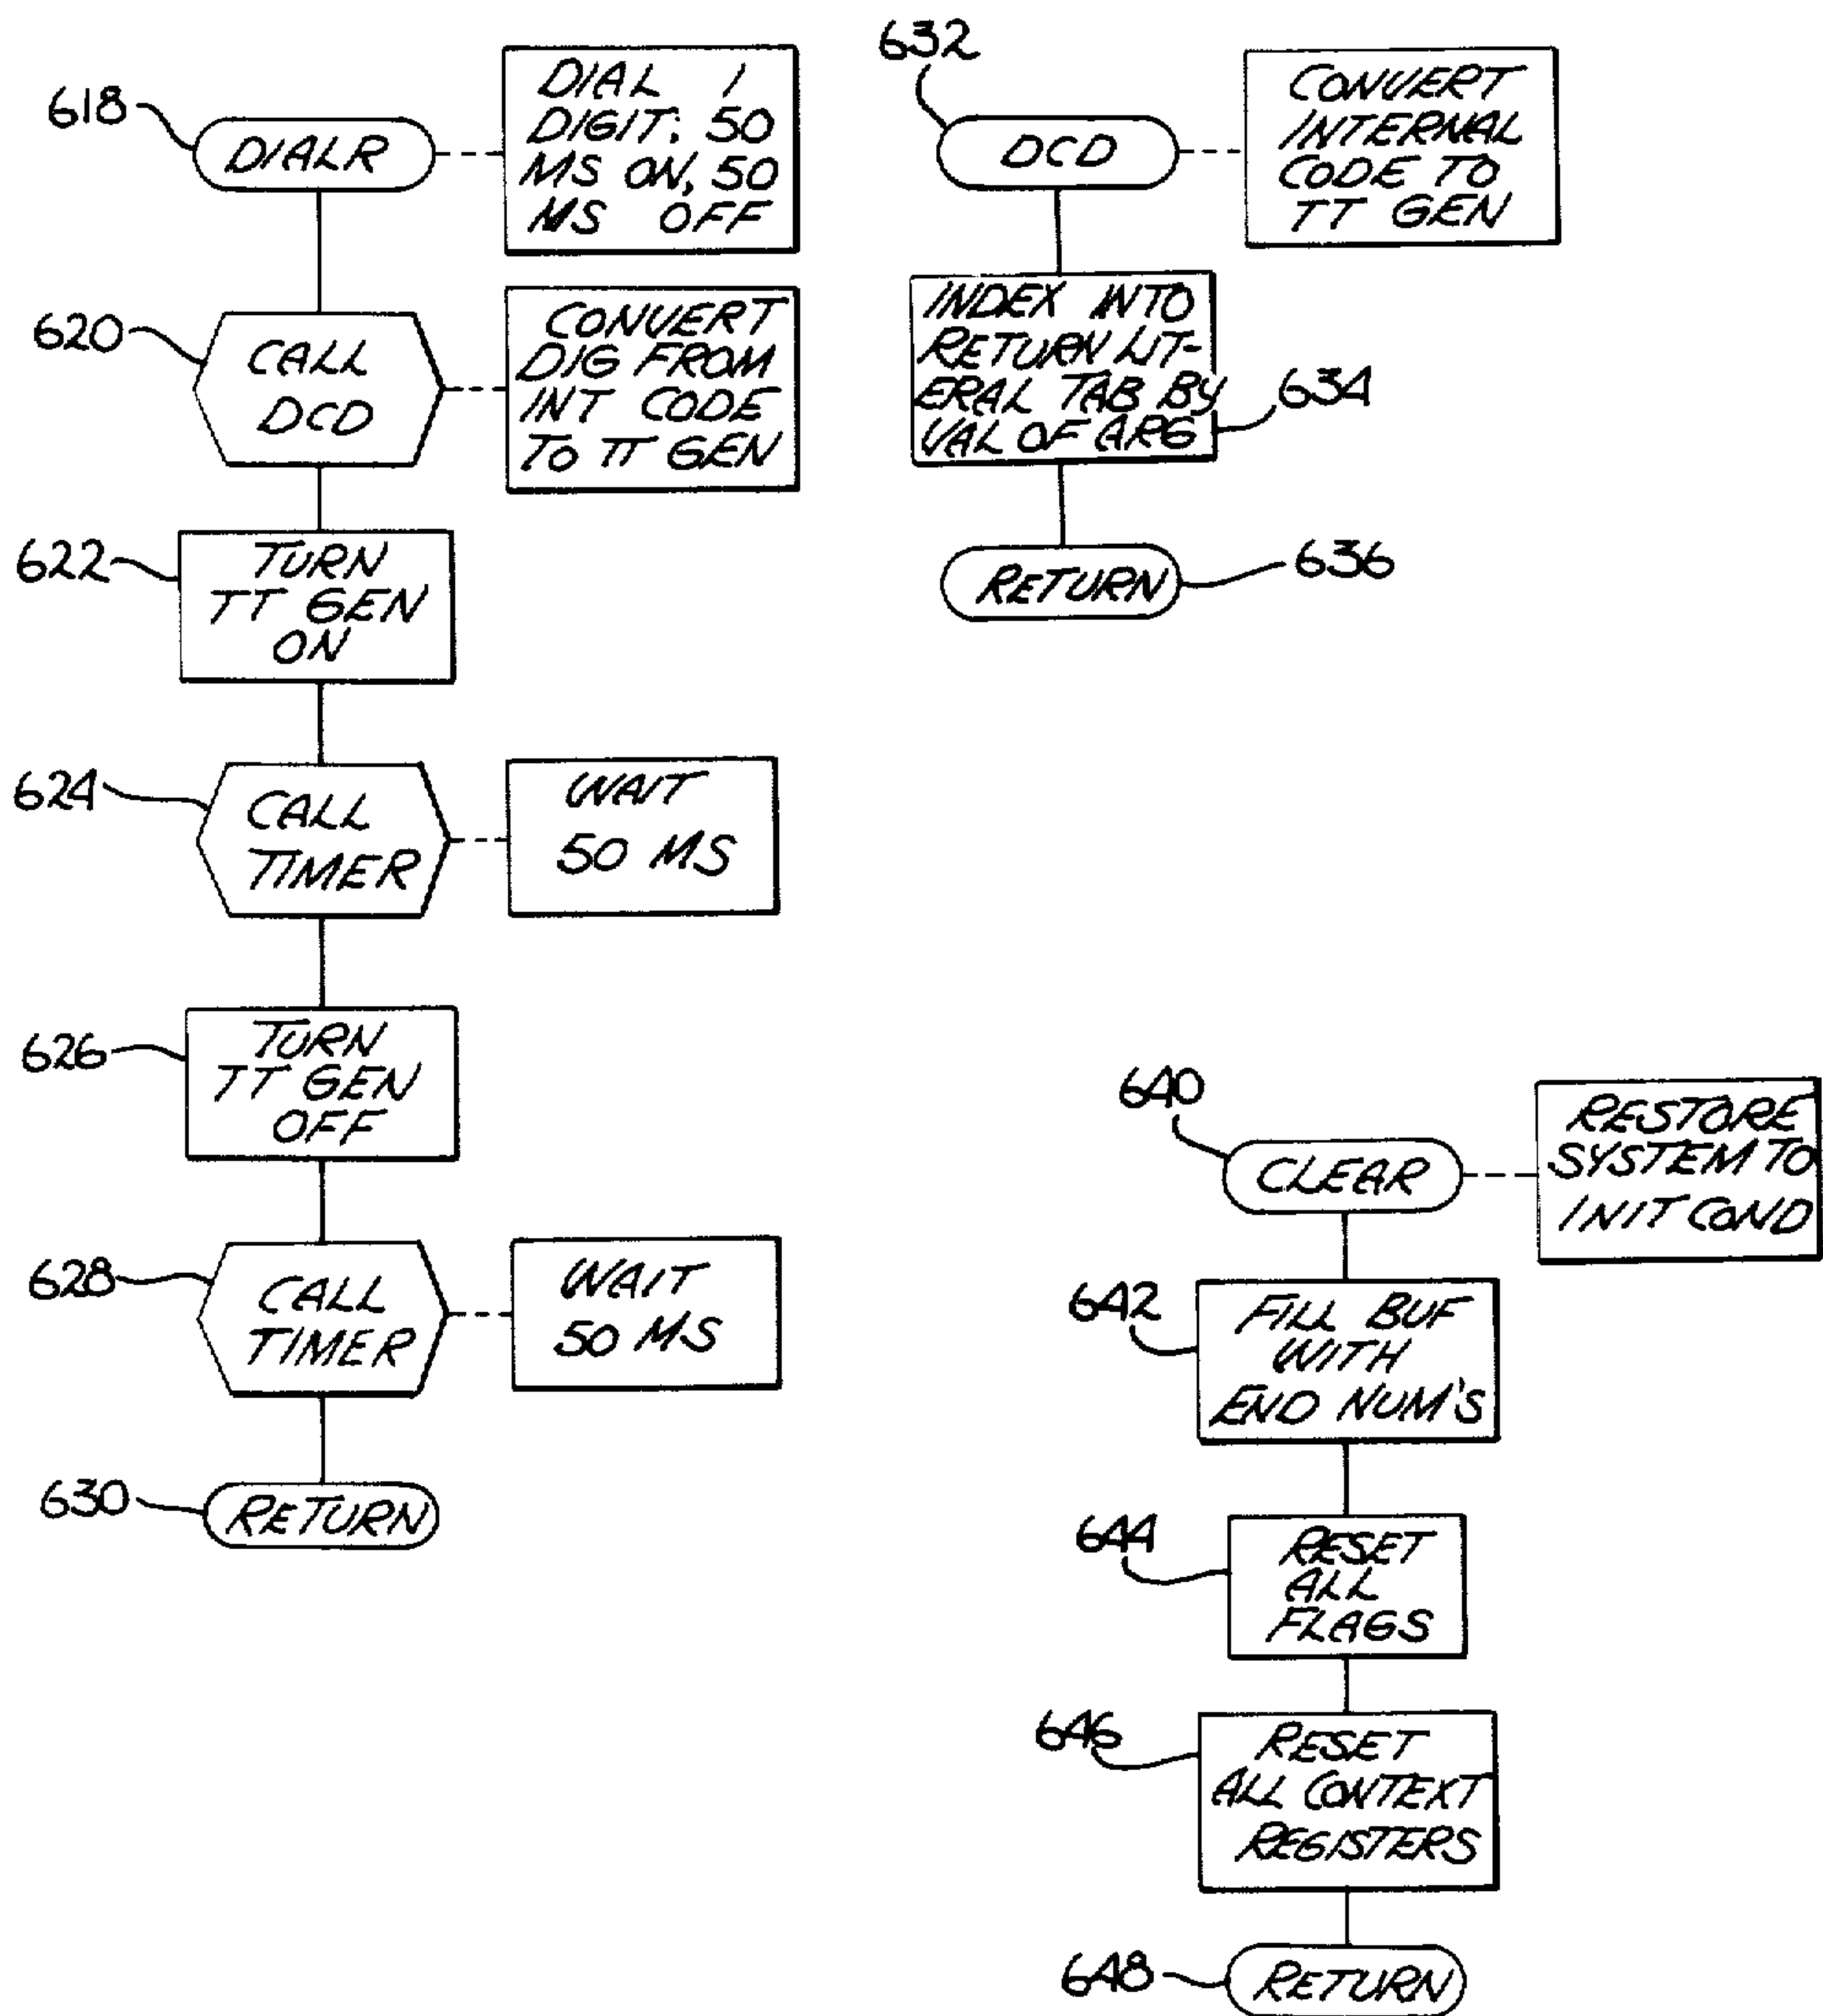 618
DIALR
DIAL 1
DIGIT: 50
MS ON, 50
MS OFF
620
CALL
DCD
CONVERT
DIG FROM
INT CODE
TO TT GEN
622
TURN
TT GEN
ON
624
CALL
TIMER
WAIT
50 MS
626
TURN
TT GEN
OFF
628
CALL
TIMER
WAIT
50 MS
630
RETURN
632
DCD
CONVERT
INTERNAL
CODE TO
TT GEN
INDEX INTO
RETURN LIT-
ERAL TAB BY
VAL OF ARG
634
RETURN
636
640
CLEAR
RESTORE
SYSTEM TO
INIT COND
642
FILL BUF
WITH
END NUM'S
644
RESET
ALL
FLAGS
646
RESET
ALL CONTEXT
REGISTERS
648
RETURN